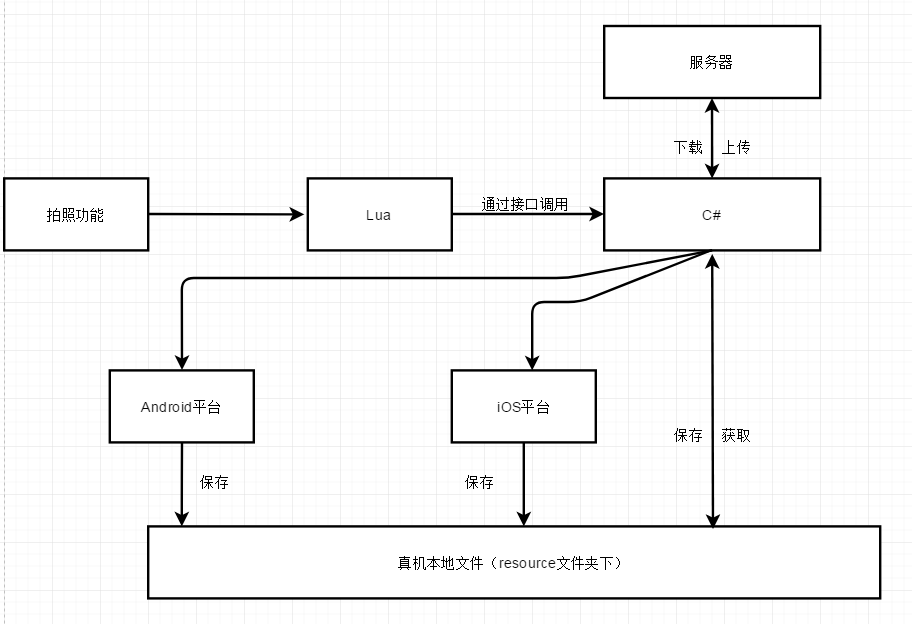 服务器
下载
上传
拍照功能
Lua
通过接口调用
C#
Android平台
iOS平台
保存
获取
保存
保存
真机本地文件（resource文件夹下）